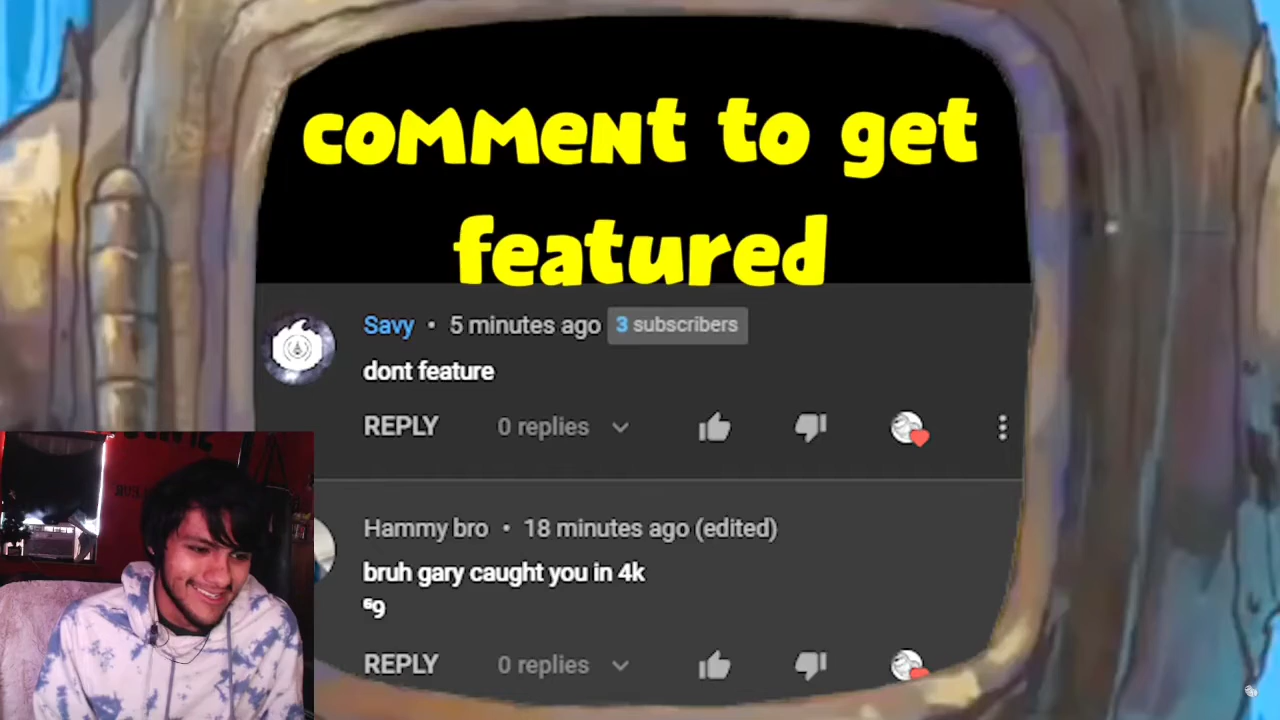 comment to get
featured
Savy • 5 minutes ago 3 subscribers
dont feature
REPLY 0 replies
Hammy bro • 18 minutes ago (edited)
bruh gary caught you in 4k
⁶9
REPLY 0 replies